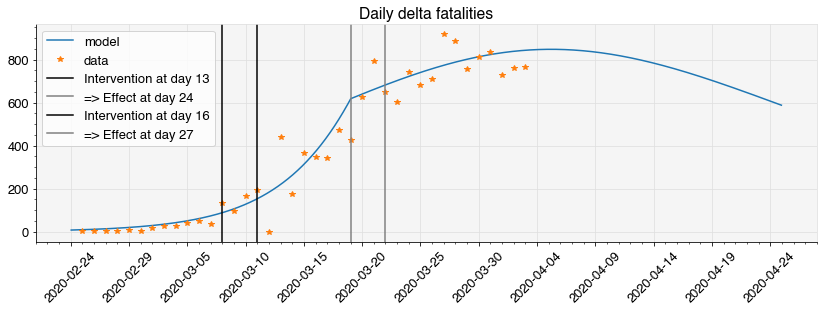 Daily delta fatalities
model
data
Intervention at day 13
=> Effect at day 24
Intervention at day 16
=> Effect at day 27
800
600
400
200
0
2020-02-24 2020-02-29 2020-03-05 2020-03-10 2020-03-15 2020-03-20 2020-03-25 2020-03-30 2020-04-04 2020-04-09 2020-04-14 2020-04-19 2020-04-24